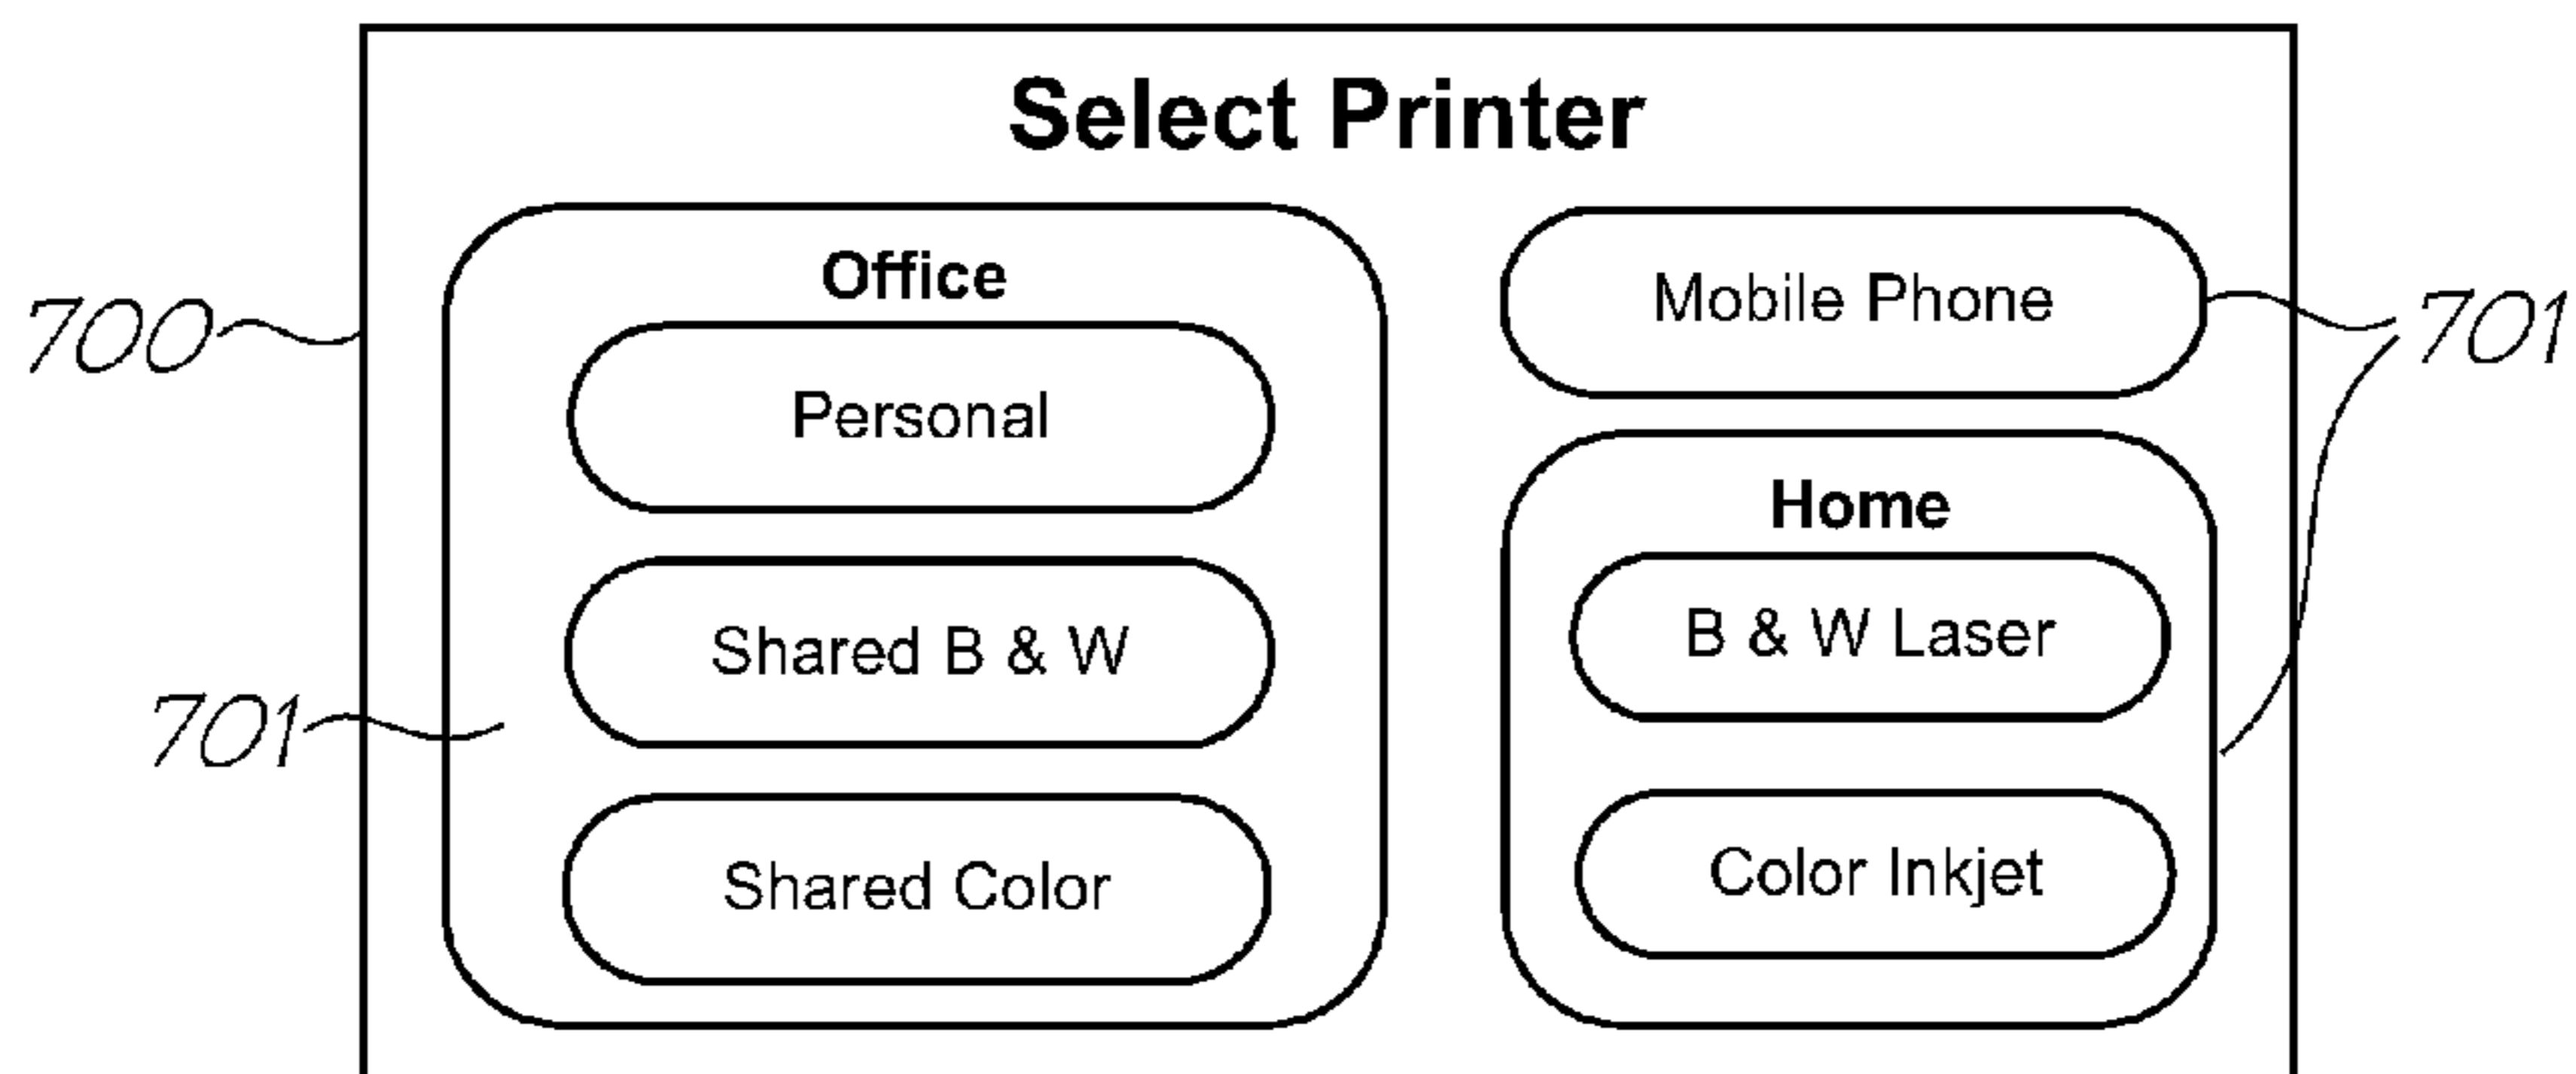 Select Printer
Office
Personal
Shared B & W
Shared Color
Mobile Phone
Home
B & W Laser
Color Inkjet
700
701
701